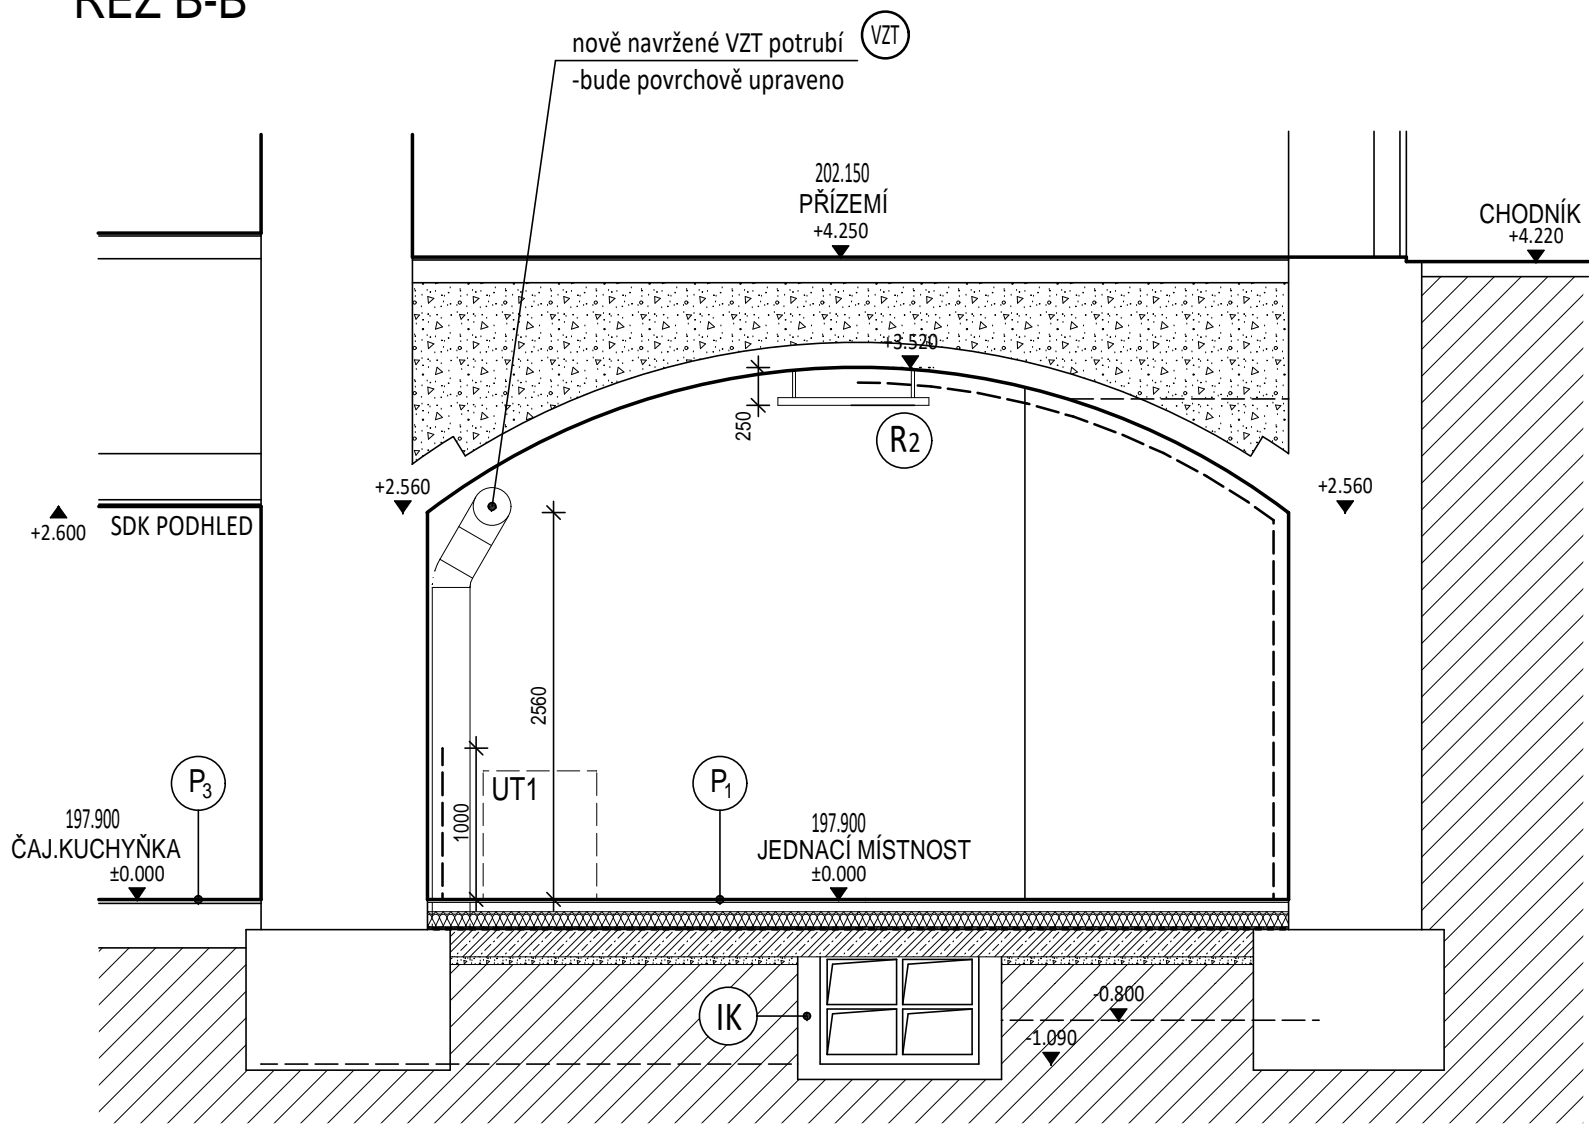 ŘEZ B-B
nově navržené VZT potrubí
-bude povrchově upraveno
VZT
202.150
PŘÍZEMÍ
+4.250
CHODNÍK
+4.220
+3.520
250
R2
+2.560
+2.560
+2.600
SDK PODHLED
2560
1000
UT1
P3
P1
197.900
ČAJ.KUCHYŇKA
±0.000
197.900
JEDNACÍ MÍSTNOST
±0.000
IK
-0.800
-1.090